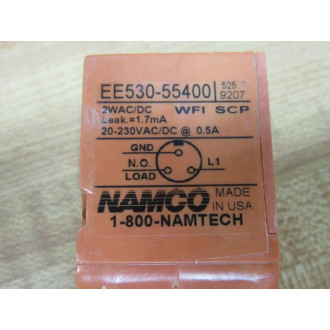 EE530-55400 525 9207
2WAC/DC WFI SCP
Leak.=1.7mA
20-230VAC/DC @ 0.5A
GND
N.O. L1
LOAD
NAMCO MADE IN USA
1-800-NAMTECH